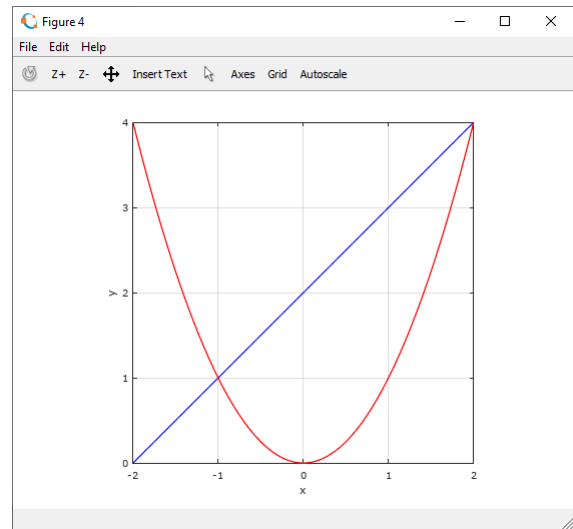 Figure 4
File Edit Help
Z+ Z- Insert Text Axes Grid Autoscale
4
3
y
2
1
0
-2 -1 0 1 2
x